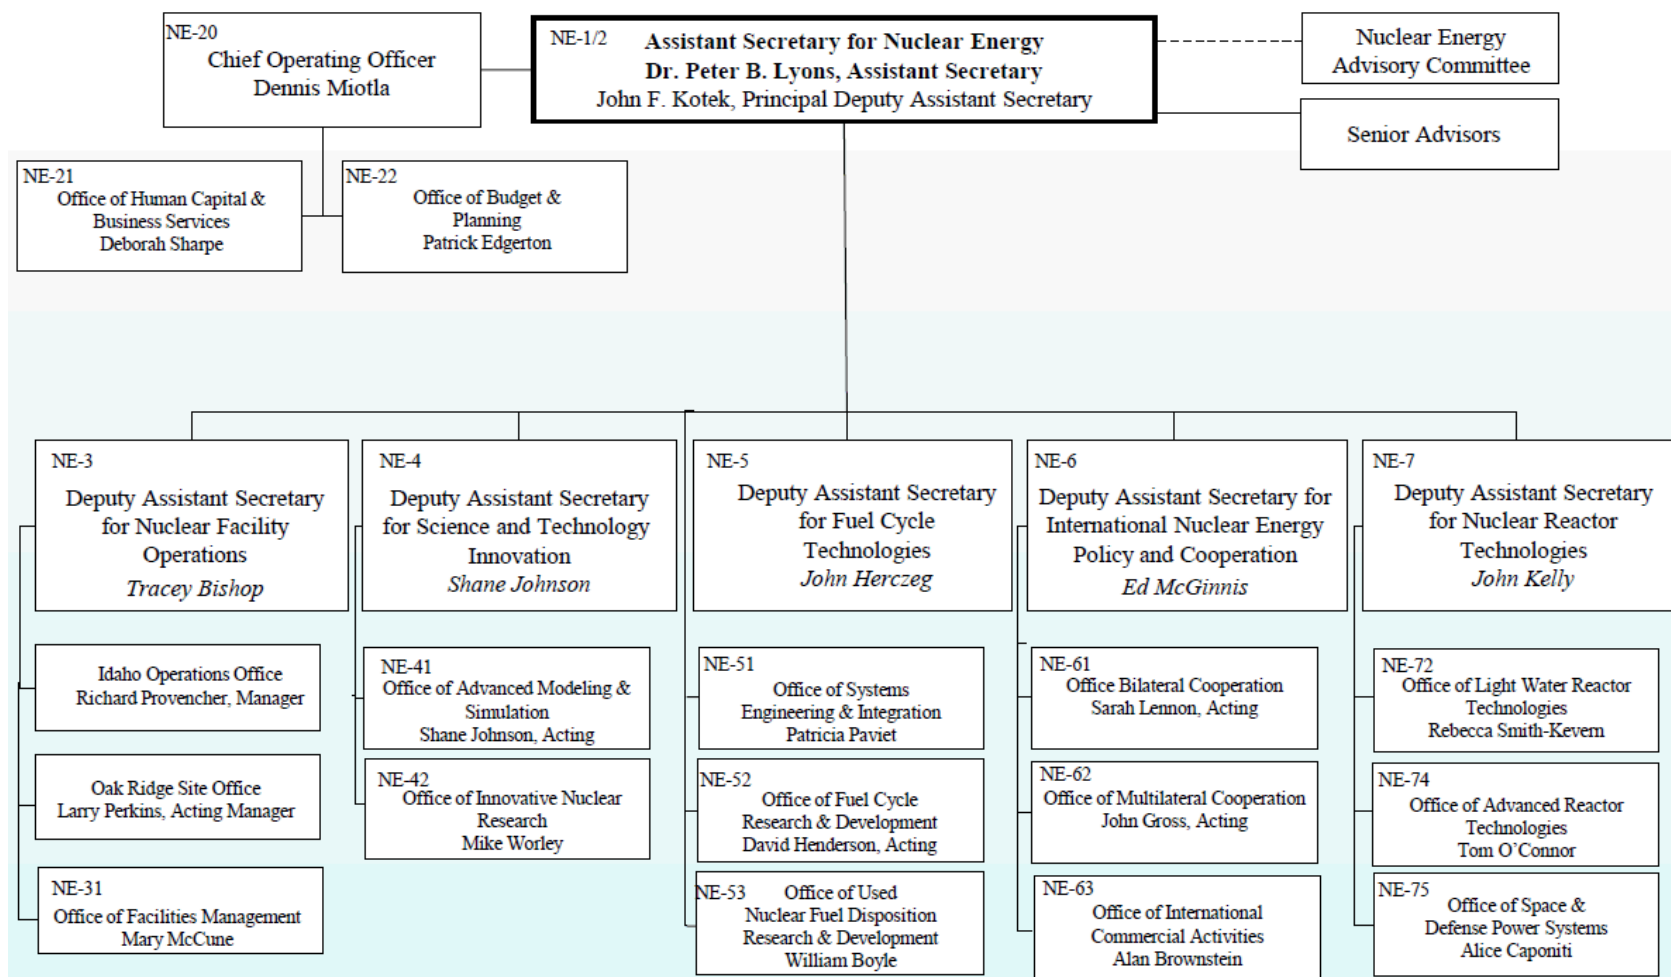 NE-20
Chief Operating Officer
Dennis Miotla
NE-1/2 Assistant Secretary for Nuclear Energy
Dr. Peter B. Lyons, Assistant Secretary
John F. Kotek, Principal Deputy Assistant Secretary
Nuclear Energy
Advisory Committee
Senior Advisors
NE-21
Office of Human Capital &
Business Services
Deborah Sharpe
NE-22
Office of Budget &
Planning
Patrick Edgerton
NE-3
Deputy Assistant Secretary
for Nuclear Facility
Operations
Tracey Bishop
NE-4
Deputy Assistant Secretary
for Science and Technology
Innovation
Shane Johnson
NE-5
Deputy Assistant Secretary
for Fuel Cycle
Technologies
John Herczeg
NE-6
Deputy Assistant Secretary for
International Nuclear Energy
Policy and Cooperation
Ed McGinnis
NE-7
Deputy Assistant Secretary
for Nuclear Reactor
Technologies
John Kelly
Idaho Operations Office
Richard Provencher, Manager
Oak Ridge Site Office
Larry Perkins, Acting Manager
NE-31
Office of Facilities Management
Mary McCune
NE-41
Office of Advanced Modeling &
Simulation
Shane Johnson, Acting
NE-42
Office of Innovative Nuclear
Research
Mike Worley
NE-51
Office of Systems
Engineering & Integration
Patricia Paviet
NE-52
Office of Fuel Cycle
Research & Development
David Henderson, Acting
NE-53 Office of Used
Nuclear Fuel Disposition
Research & Development
William Boyle
NE-61
Office Bilateral Cooperation
Sarah Lennon, Acting
NE-62
Office of Multilateral Cooperation
John Gross, Acting
NE-63
Office of International
Commercial Activities
Alan Brownstein
NE-72
Office of Light Water Reactor
Technologies
Rebecca Smith-Kevern
NE-74
Office of Advanced Reactor
Technologies
Tom O’Connor
NE-75
Office of Space &
Defense Power Systems
Alice Caponiti